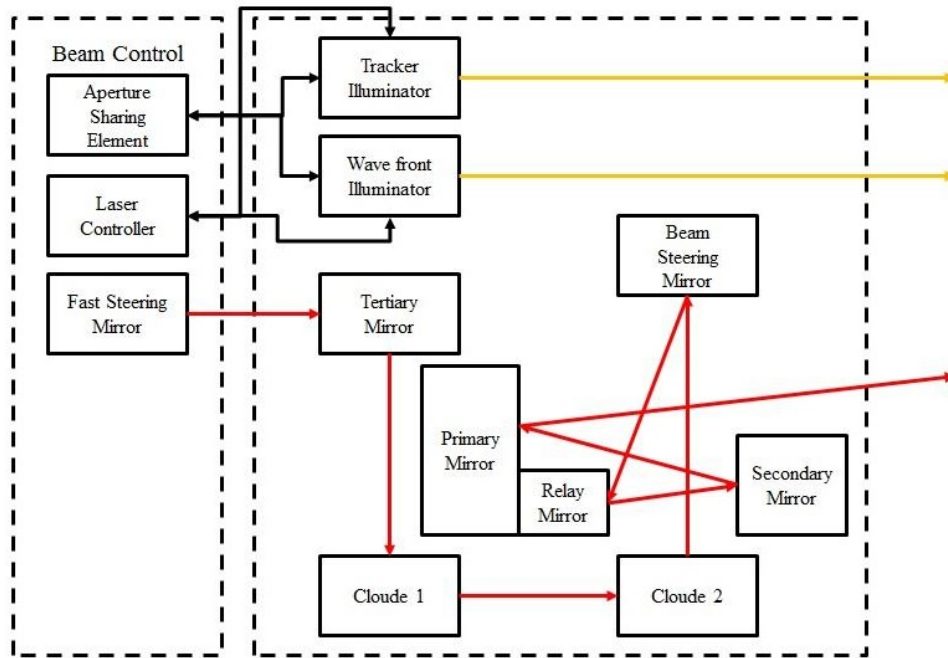 Beam Control
Aperture
Sharing
Element
Laser
Controller
Fast Steering
Mirror
Tracker
Illuminator
Wave front
Illuminator
Beam
Steering
Mirror
Tertiary
Mirror
Primary
Mirror
Relay
Mirror
Secondary
Mirror
Cloude 1
Cloude 2